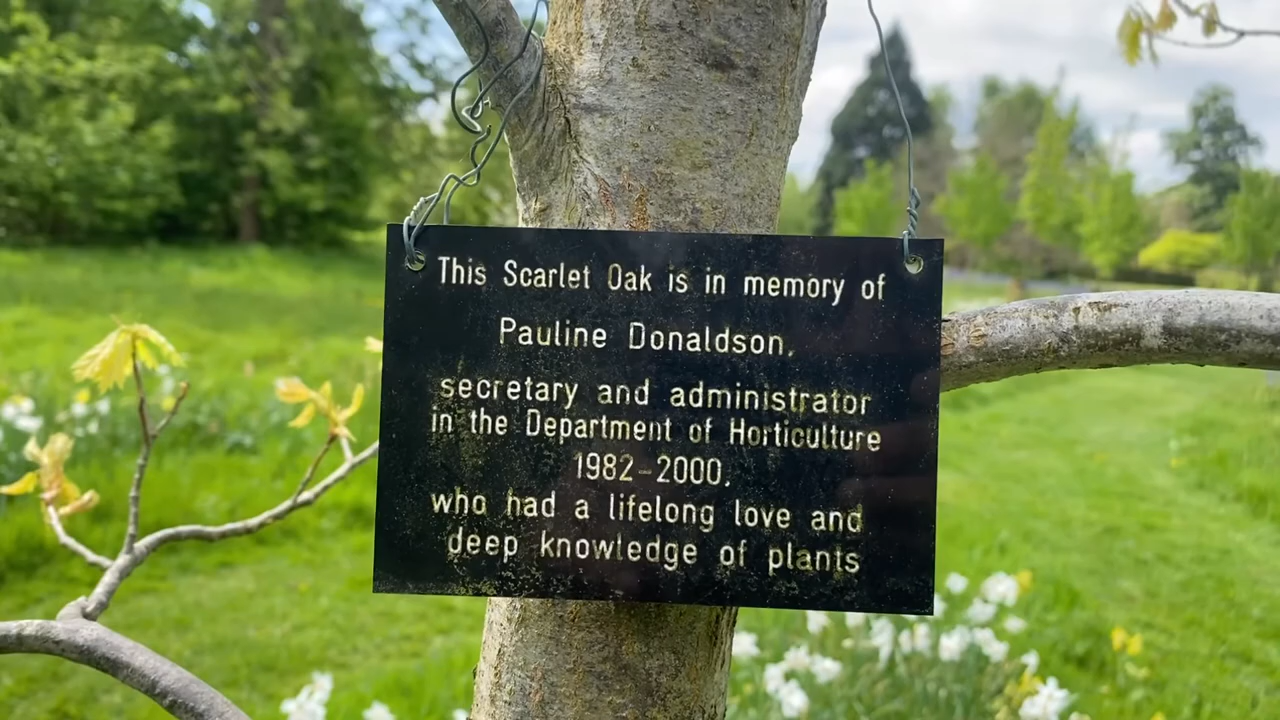 This Scarlet Oak is in memory of
Pauline Donaldson,
secretary and administrator
in the Department of Horticulture
1982-2000,
who had a lifelong love and
deep knowledge of plants